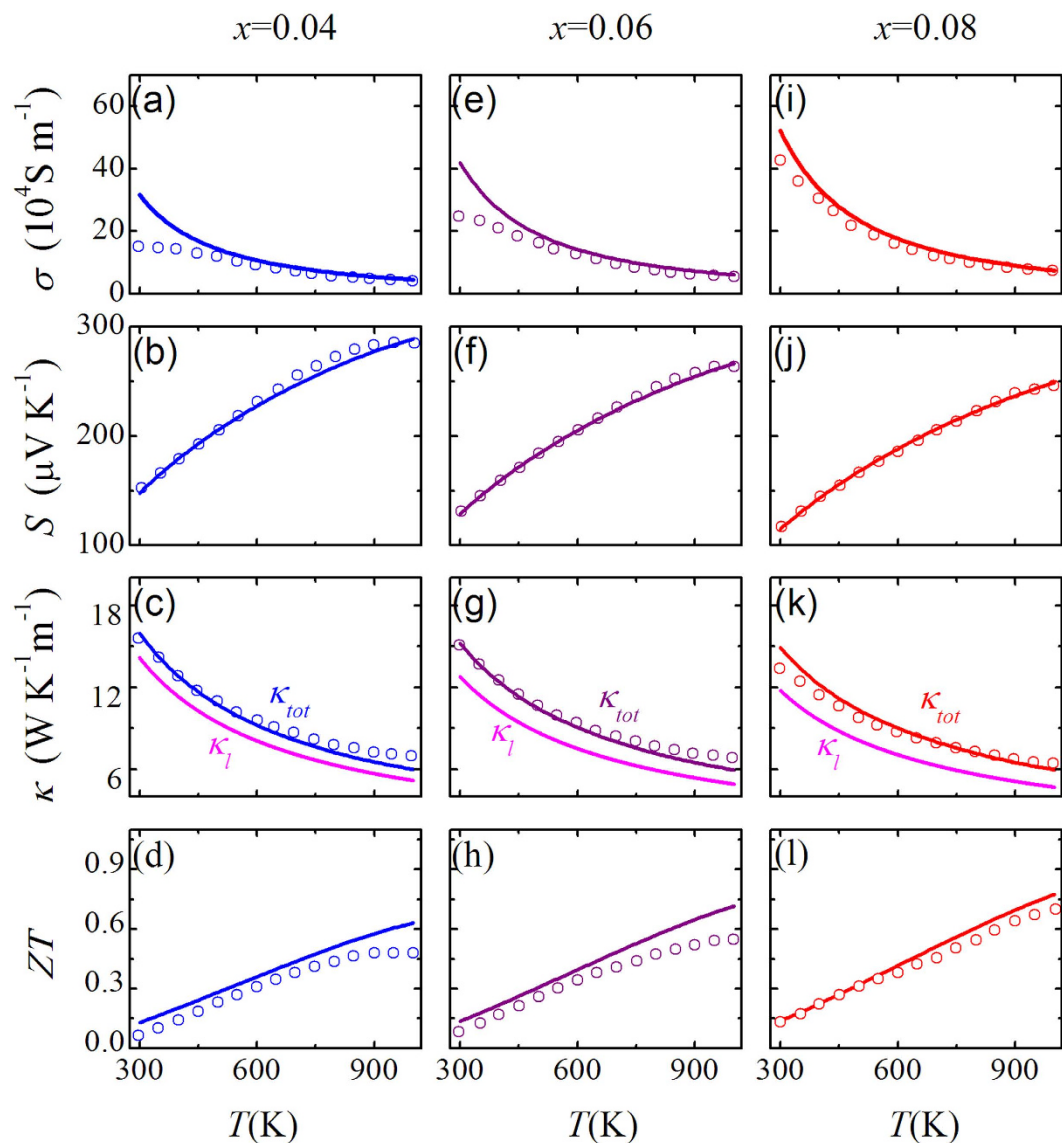 x=0.04 x=0.06 x=0.08
(a) (e) (i)
σ (10⁴S m⁻¹)
60
40
20
0
(b) (f) (j)
S (μV K⁻¹)
300
200
100
(c) (g) (k)
κ (W K⁻¹m⁻¹)
18
12
6
κtot κtot κtot
κl κl κl
(d) (h) (l)
ZT
0.9
0.6
0.3
0.0
300 600 900 300 600 900 300 600 900
T(K) T(K) T(K)